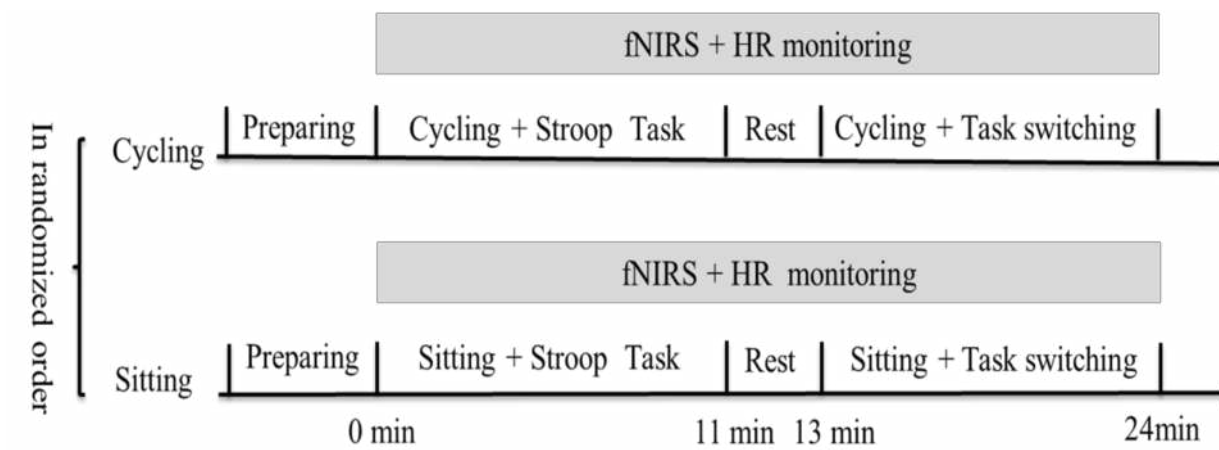 fNIRS + HR monitoring
In randomized order
Cycling
Preparing
Cycling + Stroop Task
Rest
Cycling + Task switching
fNIRS + HR monitoring
Sitting
Preparing
Sitting + Stroop Task
Rest
Sitting + Task switching
0 min
11 min
13 min
24min